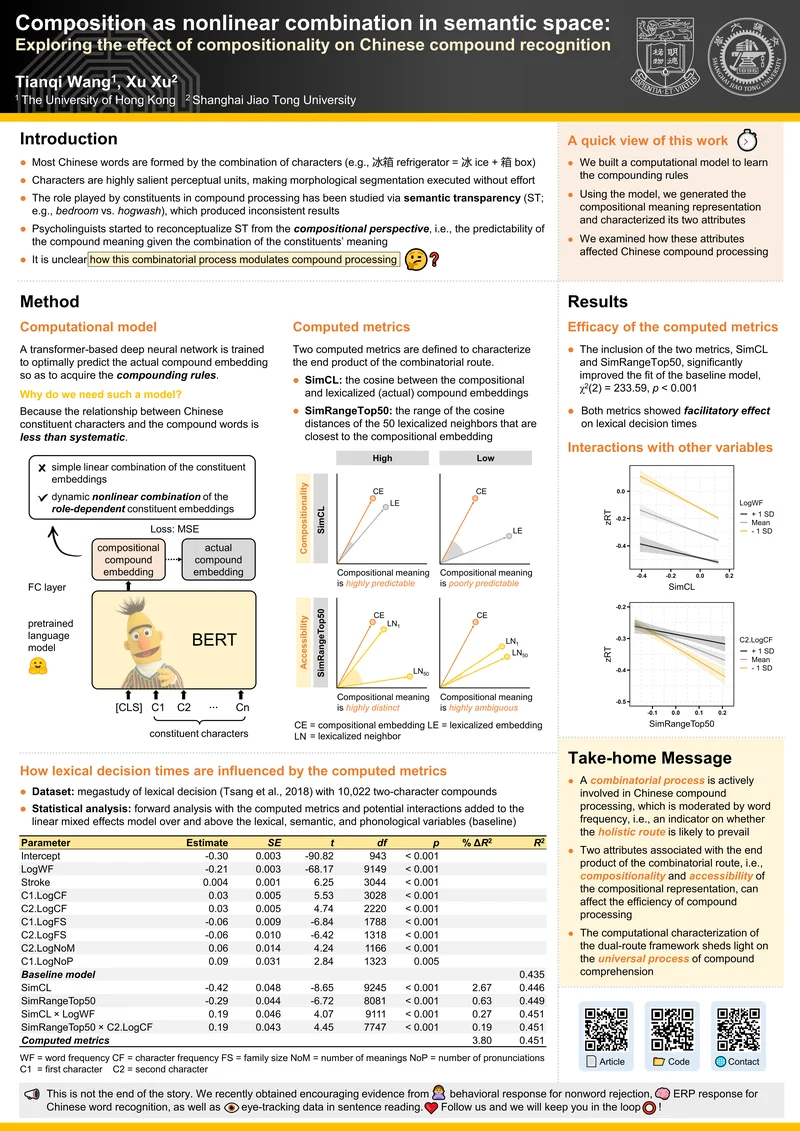 Composition as nonlinear combination in semantic space:
Exploring the effect of compositionality on Chinese compound recognition
Tianqi Wang1, Xu Xu2
1 The University of Hong Kong 2 Shanghai Jiao Tong University
SAPIENTIA ET VIRTVS
SHANGHAI JIAO TONG UNIVERSITY
Introduction
● Most Chinese words are formed by the combination of characters (e.g., 冰箱 refrigerator = 冰 ice + 箱 box)
● Characters are highly salient perceptual units, making morphological segmentation executed without effort
● The role played by constituents in compound processing has been studied via semantic transparency (ST;
e.g., bedroom vs. hogwash), which produced inconsistent results
● Psycholinguists started to reconceptualize ST from the compositional perspective, i.e., the predictability of
the compound meaning given the combination of the constituents' meaning
● It is unclear how this combinatorial process modulates compound processing 🤔❓
A quick view of this work
● We built a computational model to learn
the compounding rules
● Using the model, we generated the
compositional meaning representation
and characterized its two attributes
● We examined how these attributes
affected Chinese compound processing
Method
Computational model
A transformer-based deep neural network is trained
to optimally predict the actual compound embedding
so as to acquire the compounding rules.
Why do we need such a model?
Because the relationship between Chinese
constituent characters and the compound words is
less than systematic.
✗ simple linear combination of the constituent
embeddings
✓ dynamic nonlinear combination of the
role-dependent constituent embeddings
Loss: MSE
compositional
compound
embedding
actual
compound
embedding
FC layer
pretrained
language
model
BERT
[CLS] C1 C2 ... Cn
constituent characters
Computed metrics
Two computed metrics are defined to characterize
the end product of the combinatorial route.
● SimCL: the cosine between the compositional
and lexicalized (actual) compound embeddings
● SimRangeTop50: the range of the cosine
distances of the 50 lexicalized neighbors that are
closest to the compositional embedding
High Low
Compositionality
SimCL
CE
LE
CE
LE
Compositional meaning
is highly predictable
Compositional meaning
is poorly predictable
Accessibility
SimRangeTop50
CE
LN1
LN50
CE
LN1
LN50
Compositional meaning
is highly distinct
Compositional meaning
is highly ambiguous
CE = compositional embedding LE = lexicalized embedding
LN = lexicalized neighbor
Results
Efficacy of the computed metrics
● The inclusion of the two metrics, SimCL
and SimRangeTop50, significantly
improved the fit of the baseline model,
χ2(2) = 233.59, p < 0.001
● Both metrics showed facilitatory effect
on lexical decision times
Interactions with other variables
zRT
0.0
-0.2
-0.4
-0.4 -0.2 0.0 0.2
SimCL
LogWF
+ 1 SD
Mean
- 1 SD
zRT
-0.2
-0.3
-0.4
-0.5
-0.1 0.0 0.1 0.2
SimRangeTop50
C2.LogCF
+ 1 SD
Mean
- 1 SD
How lexical decision times are influenced by the computed metrics
● Dataset: megastudy of lexical decision (Tsang et al., 2018) with 10,022 two-character compounds
● Statistical analysis: forward analysis with the computed metrics and potential interactions added to the
linear mixed effects model over and above the lexical, semantic, and phonological variables (baseline)
Parameter Estimate SE t df p % ΔR2 R2
Intercept -0.30 0.003 -90.82 943 < 0.001
LogWF -0.21 0.003 -68.17 9149 < 0.001
Stroke 0.004 0.001 6.25 3044 < 0.001
C1.LogCF 0.03 0.005 5.53 3028 < 0.001
C2.LogCF 0.03 0.005 4.74 2220 < 0.001
C1.LogFS -0.06 0.009 -6.84 1788 < 0.001
C2.LogFS -0.06 0.010 -6.42 1318 < 0.001
C2.LogNoM 0.06 0.014 4.24 1166 < 0.001
C1.LogNoP 0.09 0.031 2.84 1323 0.005
Baseline model 0.435
SimCL -0.42 0.048 -8.65 9245 < 0.001 2.67 0.446
SimRangeTop50 -0.29 0.044 -6.72 8081 < 0.001 0.63 0.449
SimCL × LogWF 0.19 0.046 4.07 9111 < 0.001 0.27 0.451
SimRangeTop50 × C2.LogCF 0.19 0.043 4.45 7747 < 0.001 0.19 0.451
Computed metrics 3.80 0.451
WF = word frequency CF = character frequency FS = family size NoM = number of meanings NoP = number of pronunciations
C1 = first character C2 = second character
Take-home Message
● A combinatorial process is actively
involved in Chinese compound
processing, which is moderated by word
frequency, i.e., an indicator on whether
the holistic route is likely to prevail
● Two attributes associated with the end
product of the combinatorial route, i.e.,
compositionality and accessibility of
the compositional representation, can
affect the efficiency of compound
processing
● The computational characterization of
the dual-route framework sheds light on
the universal process of compound
comprehension
Article
Code
Contact
This is not the end of the story. We recently obtained encouraging evidence from behavioral response for nonword rejection, ERP response for
Chinese word recognition, as well as eye-tracking data in sentence reading. Follow us and we will keep you in the loop !